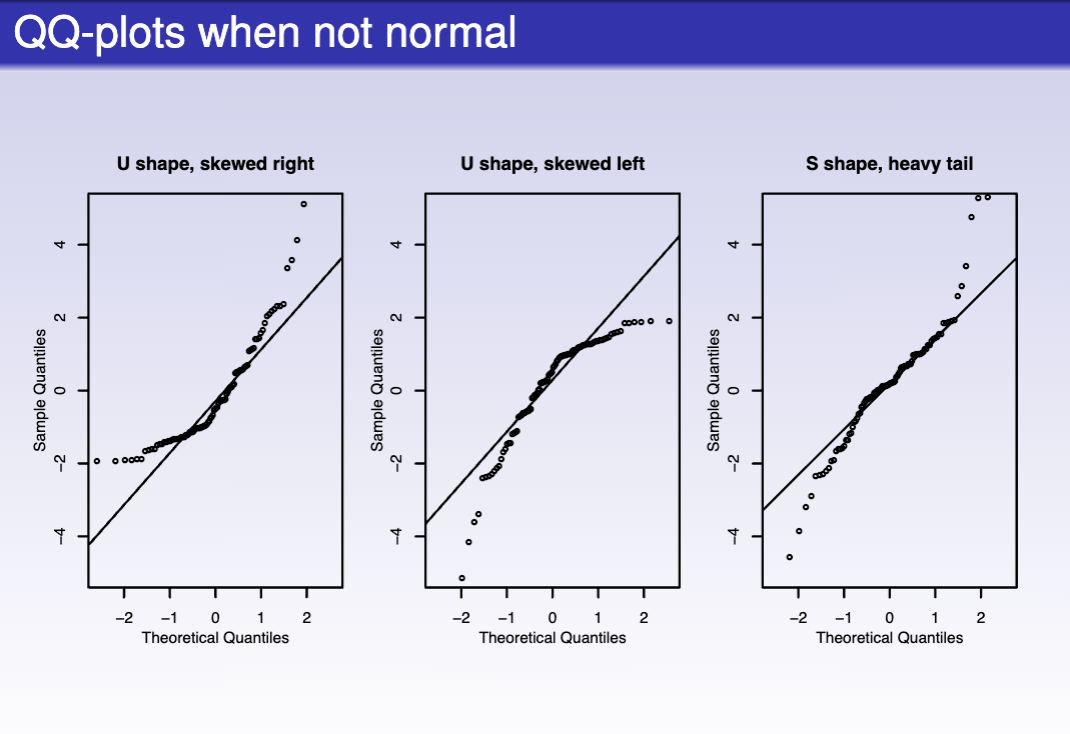 QQ-plots when not normal
U shape, skewed right
Sample Quantiles
4
2
0
−2
−4
−2 −1 0 1 2
Theoretical Quantiles
U shape, skewed left
Sample Quantiles
4
2
0
−2
−4
−2 −1 0 1 2
Theoretical Quantiles
S shape, heavy tail
Sample Quantiles
4
2
0
−2
−4
−2 −1 0 1 2
Theoretical Quantiles